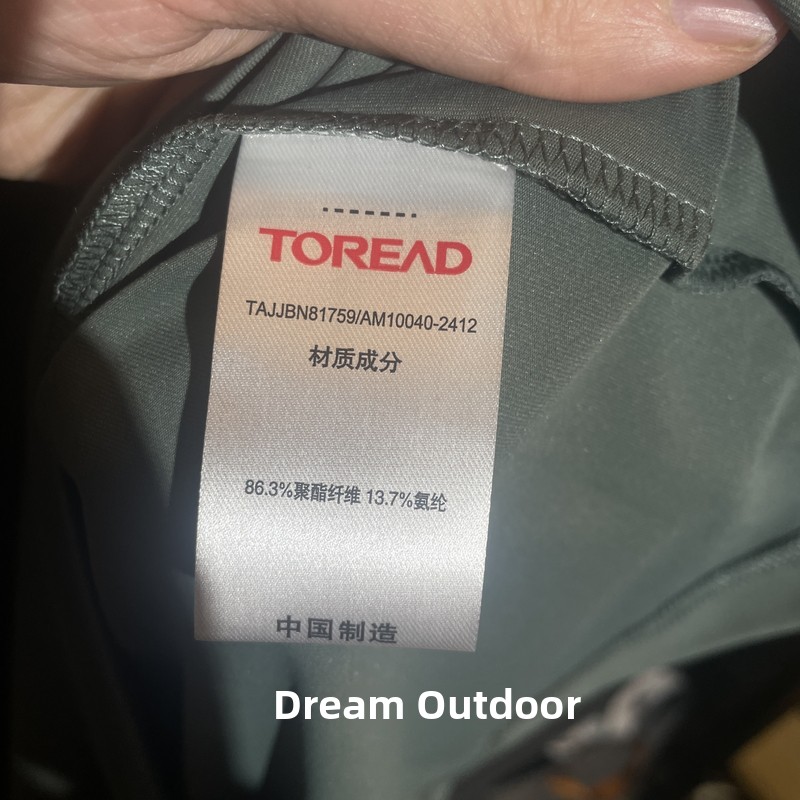 TOREAD
TAJJBN81759/AM10040-2412
材质成分
86.3%聚酯纤维 13.7%氨纶
中国制造
Dream Outdoor